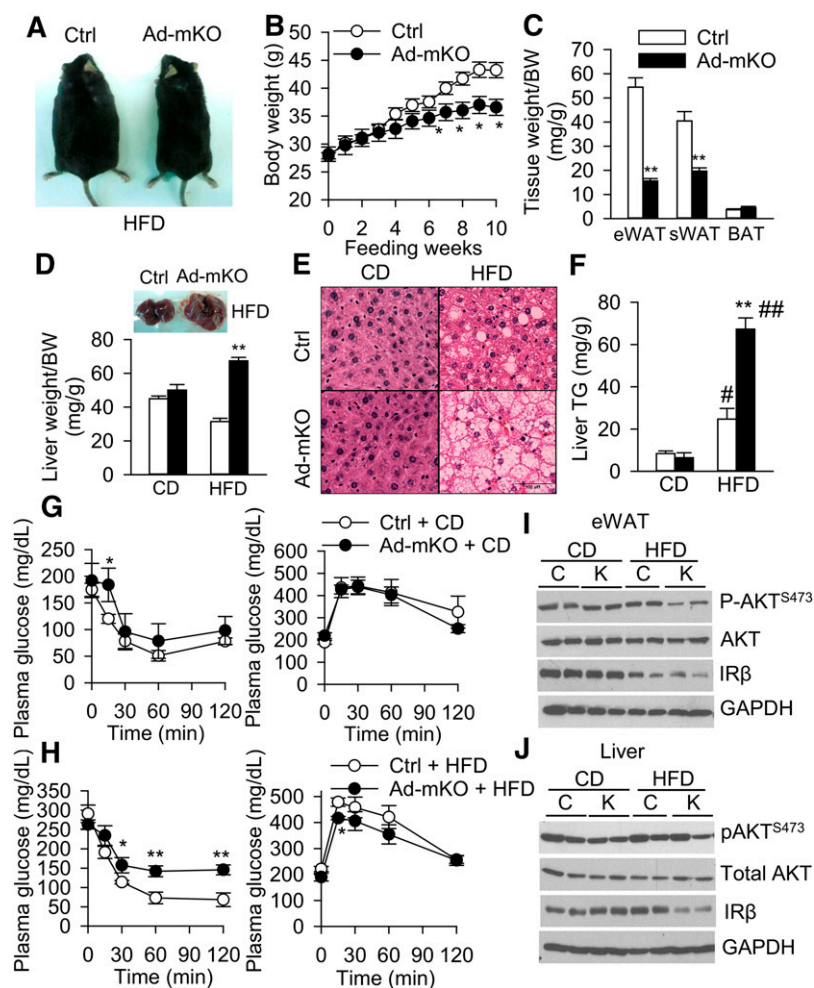 A
Ctrl Ad-mKO
HFD
B
Ctrl
Ad-mKO
Body weight (g)
50
45
40
35
30
25
* * * *
0 2 4 6 8 10
Feeding weeks
C
Ctrl
Ad-mKO
Tissue weight/BW
(mg/g)
70
60
50
40
30
20
10
0
** **
eWAT sWAT BAT
D
Ctrl Ad-mKO
HFD
Liver weight/BW
(mg/g)
80
60
40
20
0
**
CD HFD
E
CD HFD
Ctrl
Ad-mKO
F
Liver TG (mg/g)
80
60
40
20
0
# ** ##
CD HFD
G
Plasma glucose (mg/dL)
250
200
150
100
50
0
*
0 30 60 90 120
Time (min)
Ctrl + CD
Ad-mKO + CD
Plasma glucose (mg/dL)
600
500
400
300
200
100
0
0 30 60 90 120
Time (min)
H
Plasma glucose (mg/dL)
350
300
250
200
150
100
50
0
* ** **
0 30 60 90 120
Time (min)
Ctrl + HFD
Ad-mKO + HFD
Plasma glucose (mg/dL)
500
400
300
200
100
0
*
0 30 60 90 120
Time (min)
I
eWAT
CD HFD
C K C K
P-AKTS473
AKT
IRβ
GAPDH
J
Liver
CD HFD
C K C K
pAKTS473
Total AKT
IRβ
GAPDH